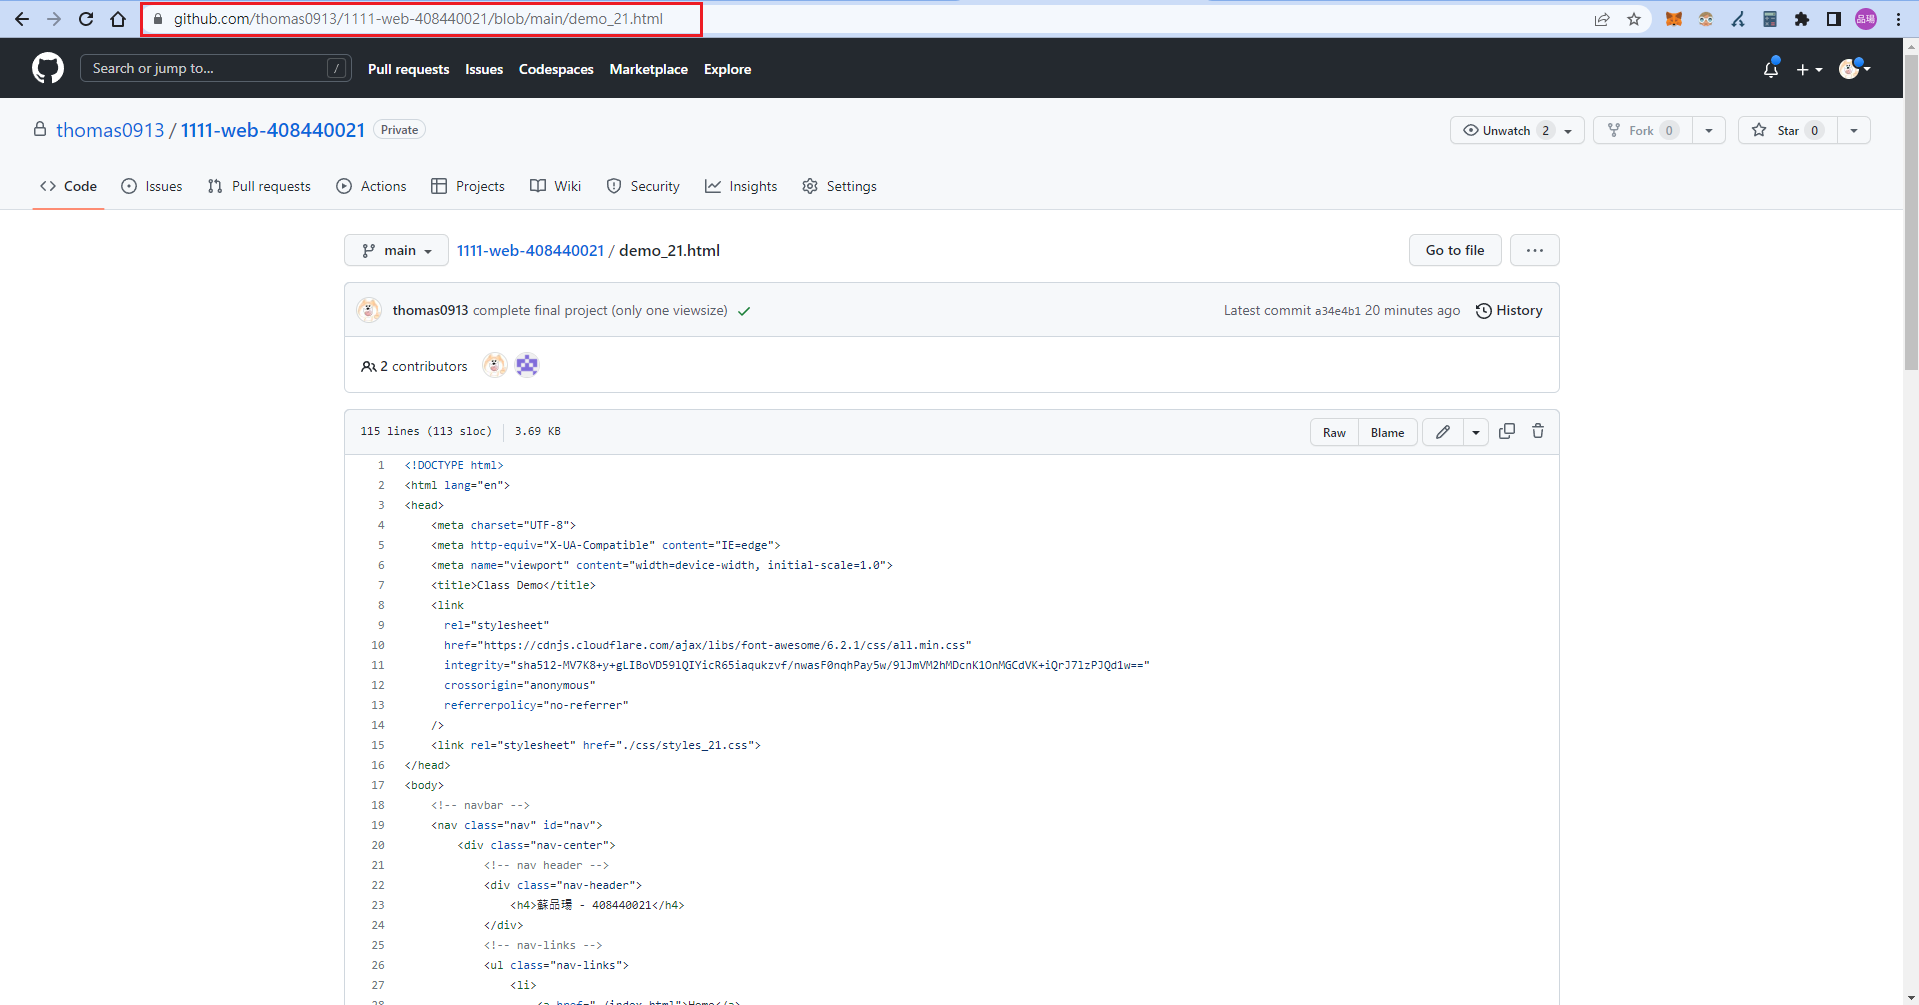 github.com/thomas0913/1111-web-408440021/blob/main/demo_21.html
品瑒
Search or jump to... /
Pull requests Issues Codespaces Marketplace Explore
thomas0913 / 1111-web-408440021 Private
Unwatch 2 Fork 0 Star 0
Code Issues Pull requests Actions Projects Wiki Security Insights Settings
main 1111-web-408440021 / demo_21.html Go to file ...
thomas0913 complete final project (only one viewsize) Latest commit a34e4b1 20 minutes ago History
2 contributors
115 lines (113 sloc) 3.69 KB Raw Blame
1 <!DOCTYPE html>
2 <html lang="en">
3 <head>
4 <meta charset="UTF-8">
5 <meta http-equiv="X-UA-Compatible" content="IE=edge">
6 <meta name="viewport" content="width=device-width, initial-scale=1.0">
7 <title>Class Demo</title>
8 <link
9 rel="stylesheet"
10 href="https://cdnjs.cloudflare.com/ajax/libs/font-awesome/6.2.1/css/all.min.css"
11 integrity="sha512-MV7K8+y+gLIBoVD59lQIYicR65iaqukzvf/nwasF0nqhPay5w/9lJmVM2hMDcnK1OnMGCdVK+iQrJ7lzPJQd1w=="
12 crossorigin="anonymous"
13 referrerpolicy="no-referrer"
14 />
15 <link rel="stylesheet" href="./css/styles_21.css">
16 </head>
17 <body>
18 <!-- navbar -->
19 <nav class="nav" id="nav">
20 <div class="nav-center">
21 <!-- nav header -->
22 <div class="nav-header">
23 <h4>蘇品瑒 - 408440021</h4>
24 </div>
25 <!-- nav-links -->
26 <ul class="nav-links">
27 <li>
28 <a href="./index.html">Home</a>